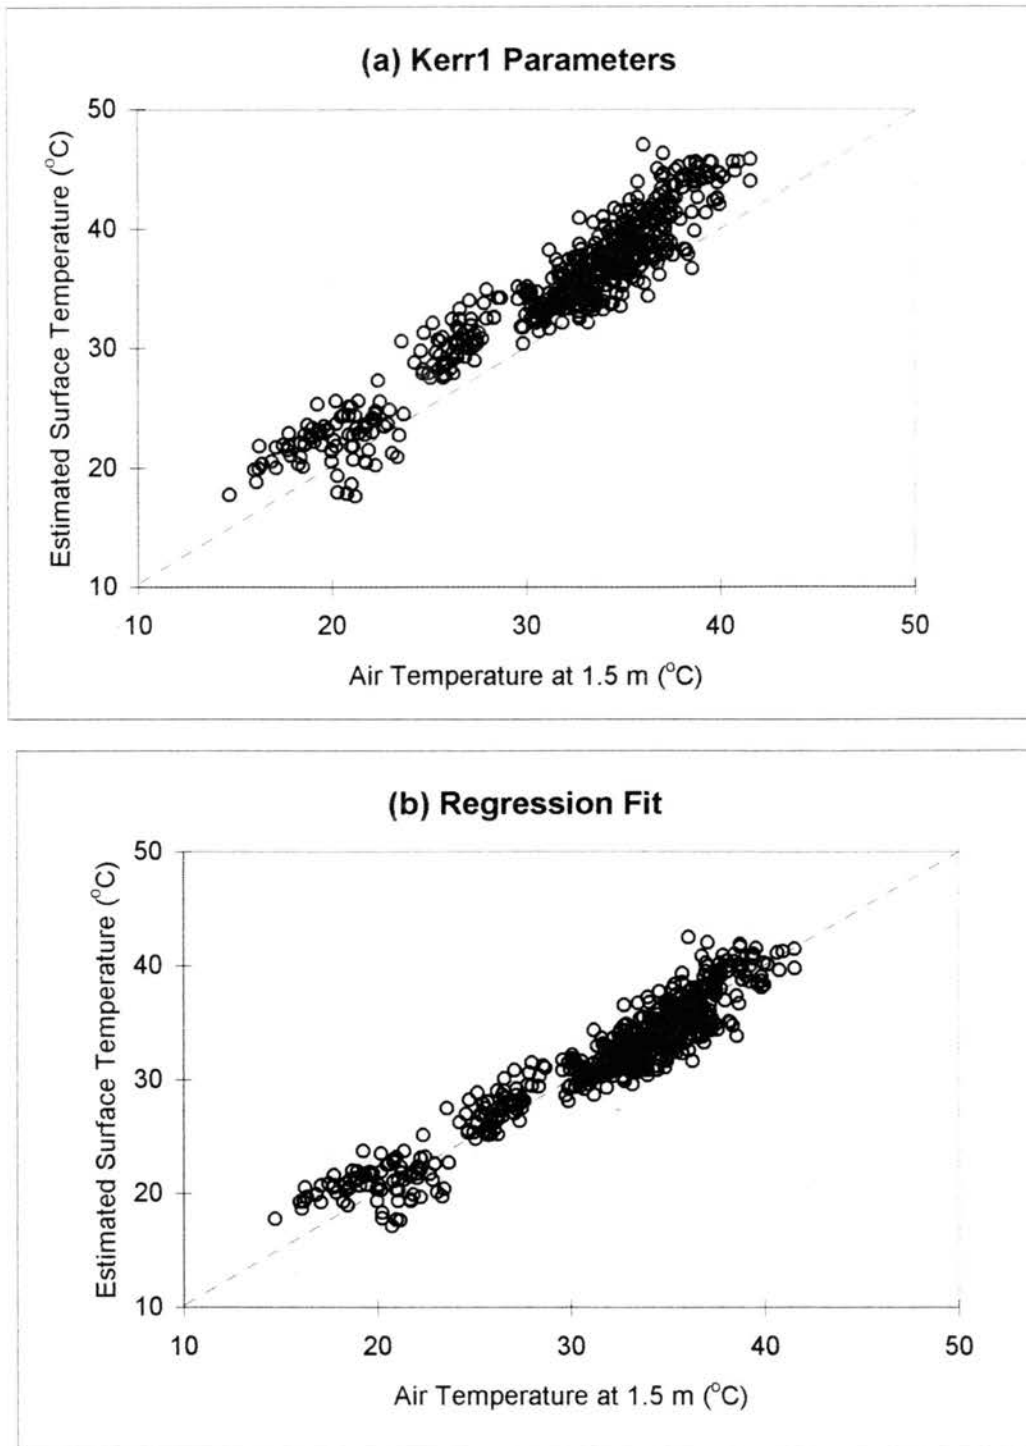 (a) Kerr1 Parameters
Estimated Surface Temperature (°C)
50
40
30
20
10
10 20 30 40 50
Air Temperature at 1.5 m (°C)
(b) Regression Fit
Estimated Surface Temperature (°C)
50
40
30
20
10
10 20 30 40 50
Air Temperature at 1.5 m (°C)